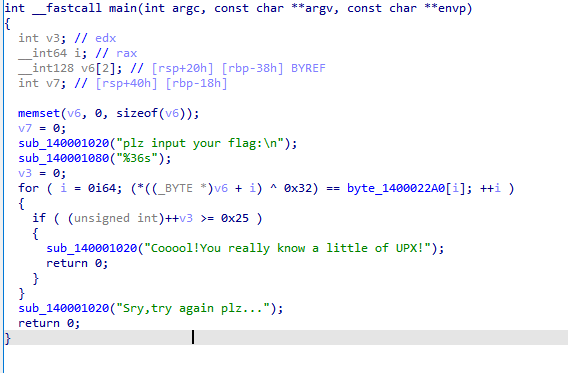 int __fastcall main(int argc, const char **argv, const char **envp)
{
  int v3; // edx
  __int64 i; // rax
  __int128 v6[2]; // [rsp+20h] [rbp-38h] BYREF
  int v7; // [rsp+40h] [rbp-18h]

  memset(v6, 0, sizeof(v6));
  v7 = 0;
  sub_140001020("plz input your flag:\n");
  sub_140001080("%36s");
  v3 = 0;
  for ( i = 0i64; (*((_BYTE *)v6 + i) ^ 0x32) == byte_1400022A0[i]; ++i )
  {
    if ( (unsigned int)++v3 >= 0x25 )
    {
      sub_140001020("Cooool!You really know a little of UPX!");
      return 0;
    }
  }
  sub_140001020("Sry,try again plz...");
  return 0;
}